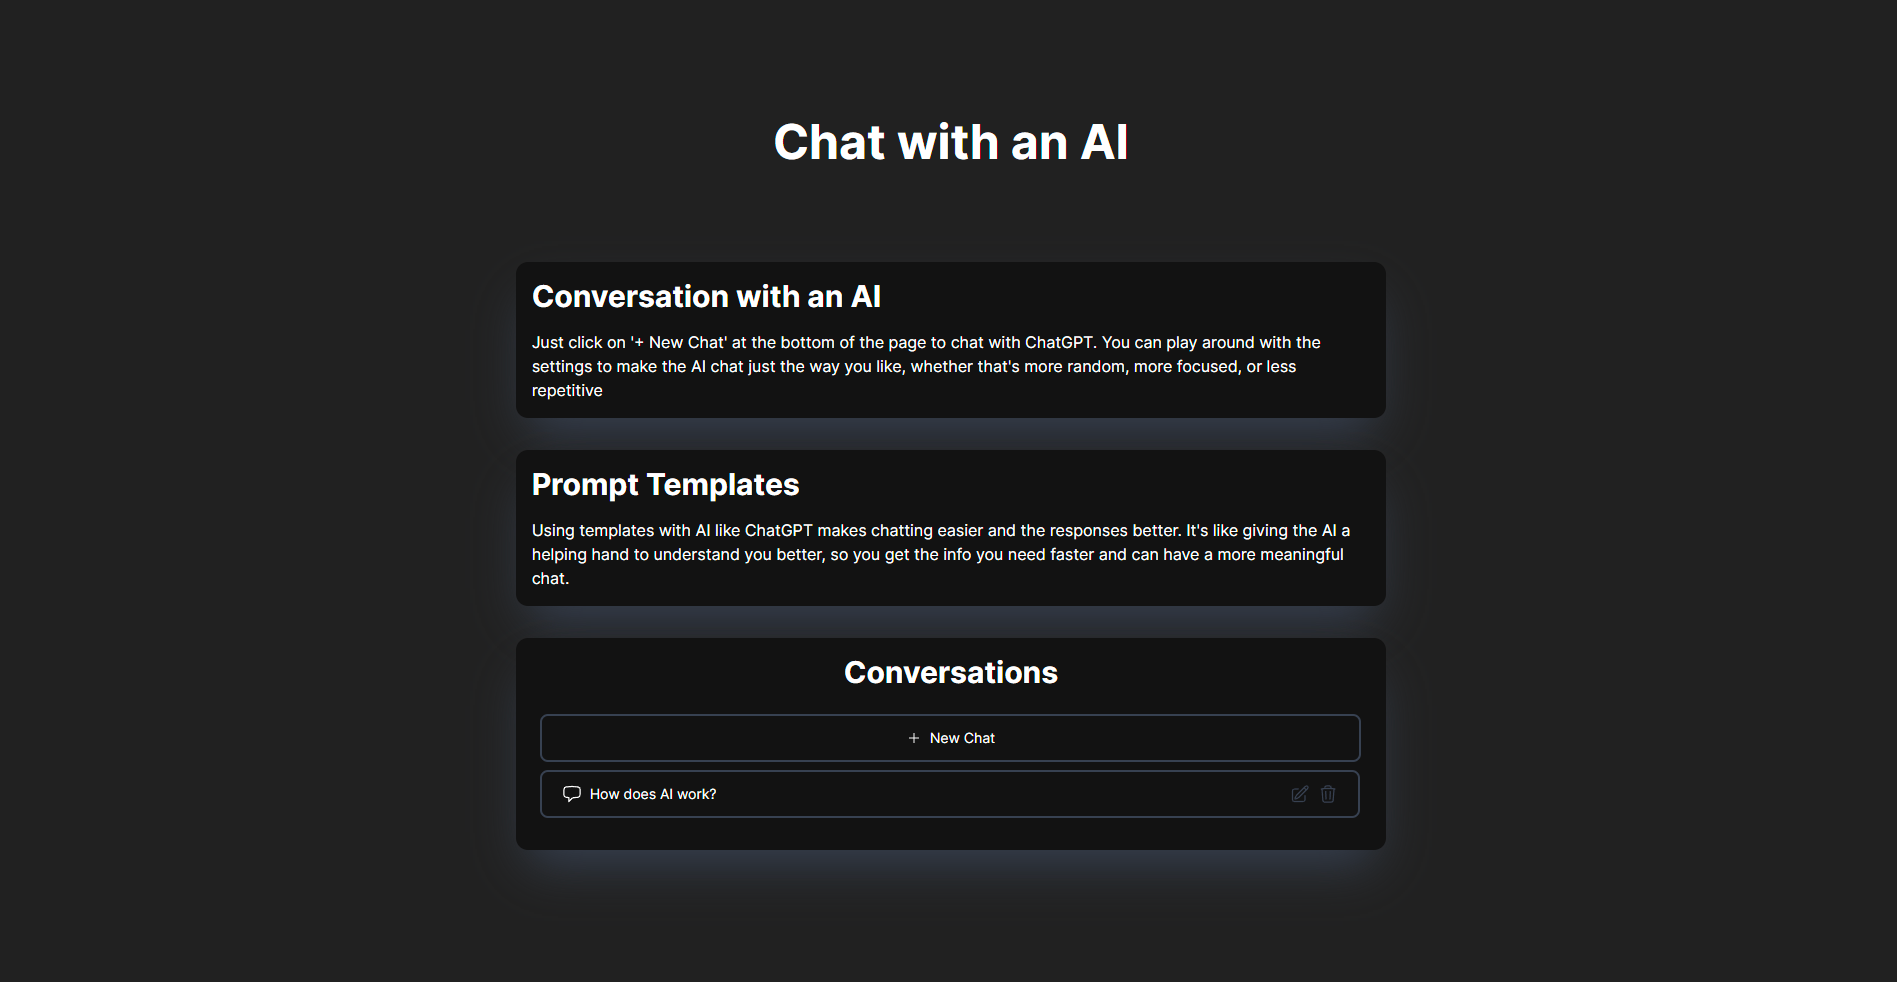 Chat with an AI
Conversation with an AI
Just click on '+ New Chat' at the bottom of the page to chat with ChatGPT. You can play around with the
settings to make the AI chat just the way you like, whether that's more random, more focused, or less
repetitive
Prompt Templates
Using templates with AI like ChatGPT makes chatting easier and the responses better. It's like giving the AI a
helping hand to understand you better, so you get the info you need faster and can have a more meaningful
chat.
Conversations
+ New Chat
How does AI work?